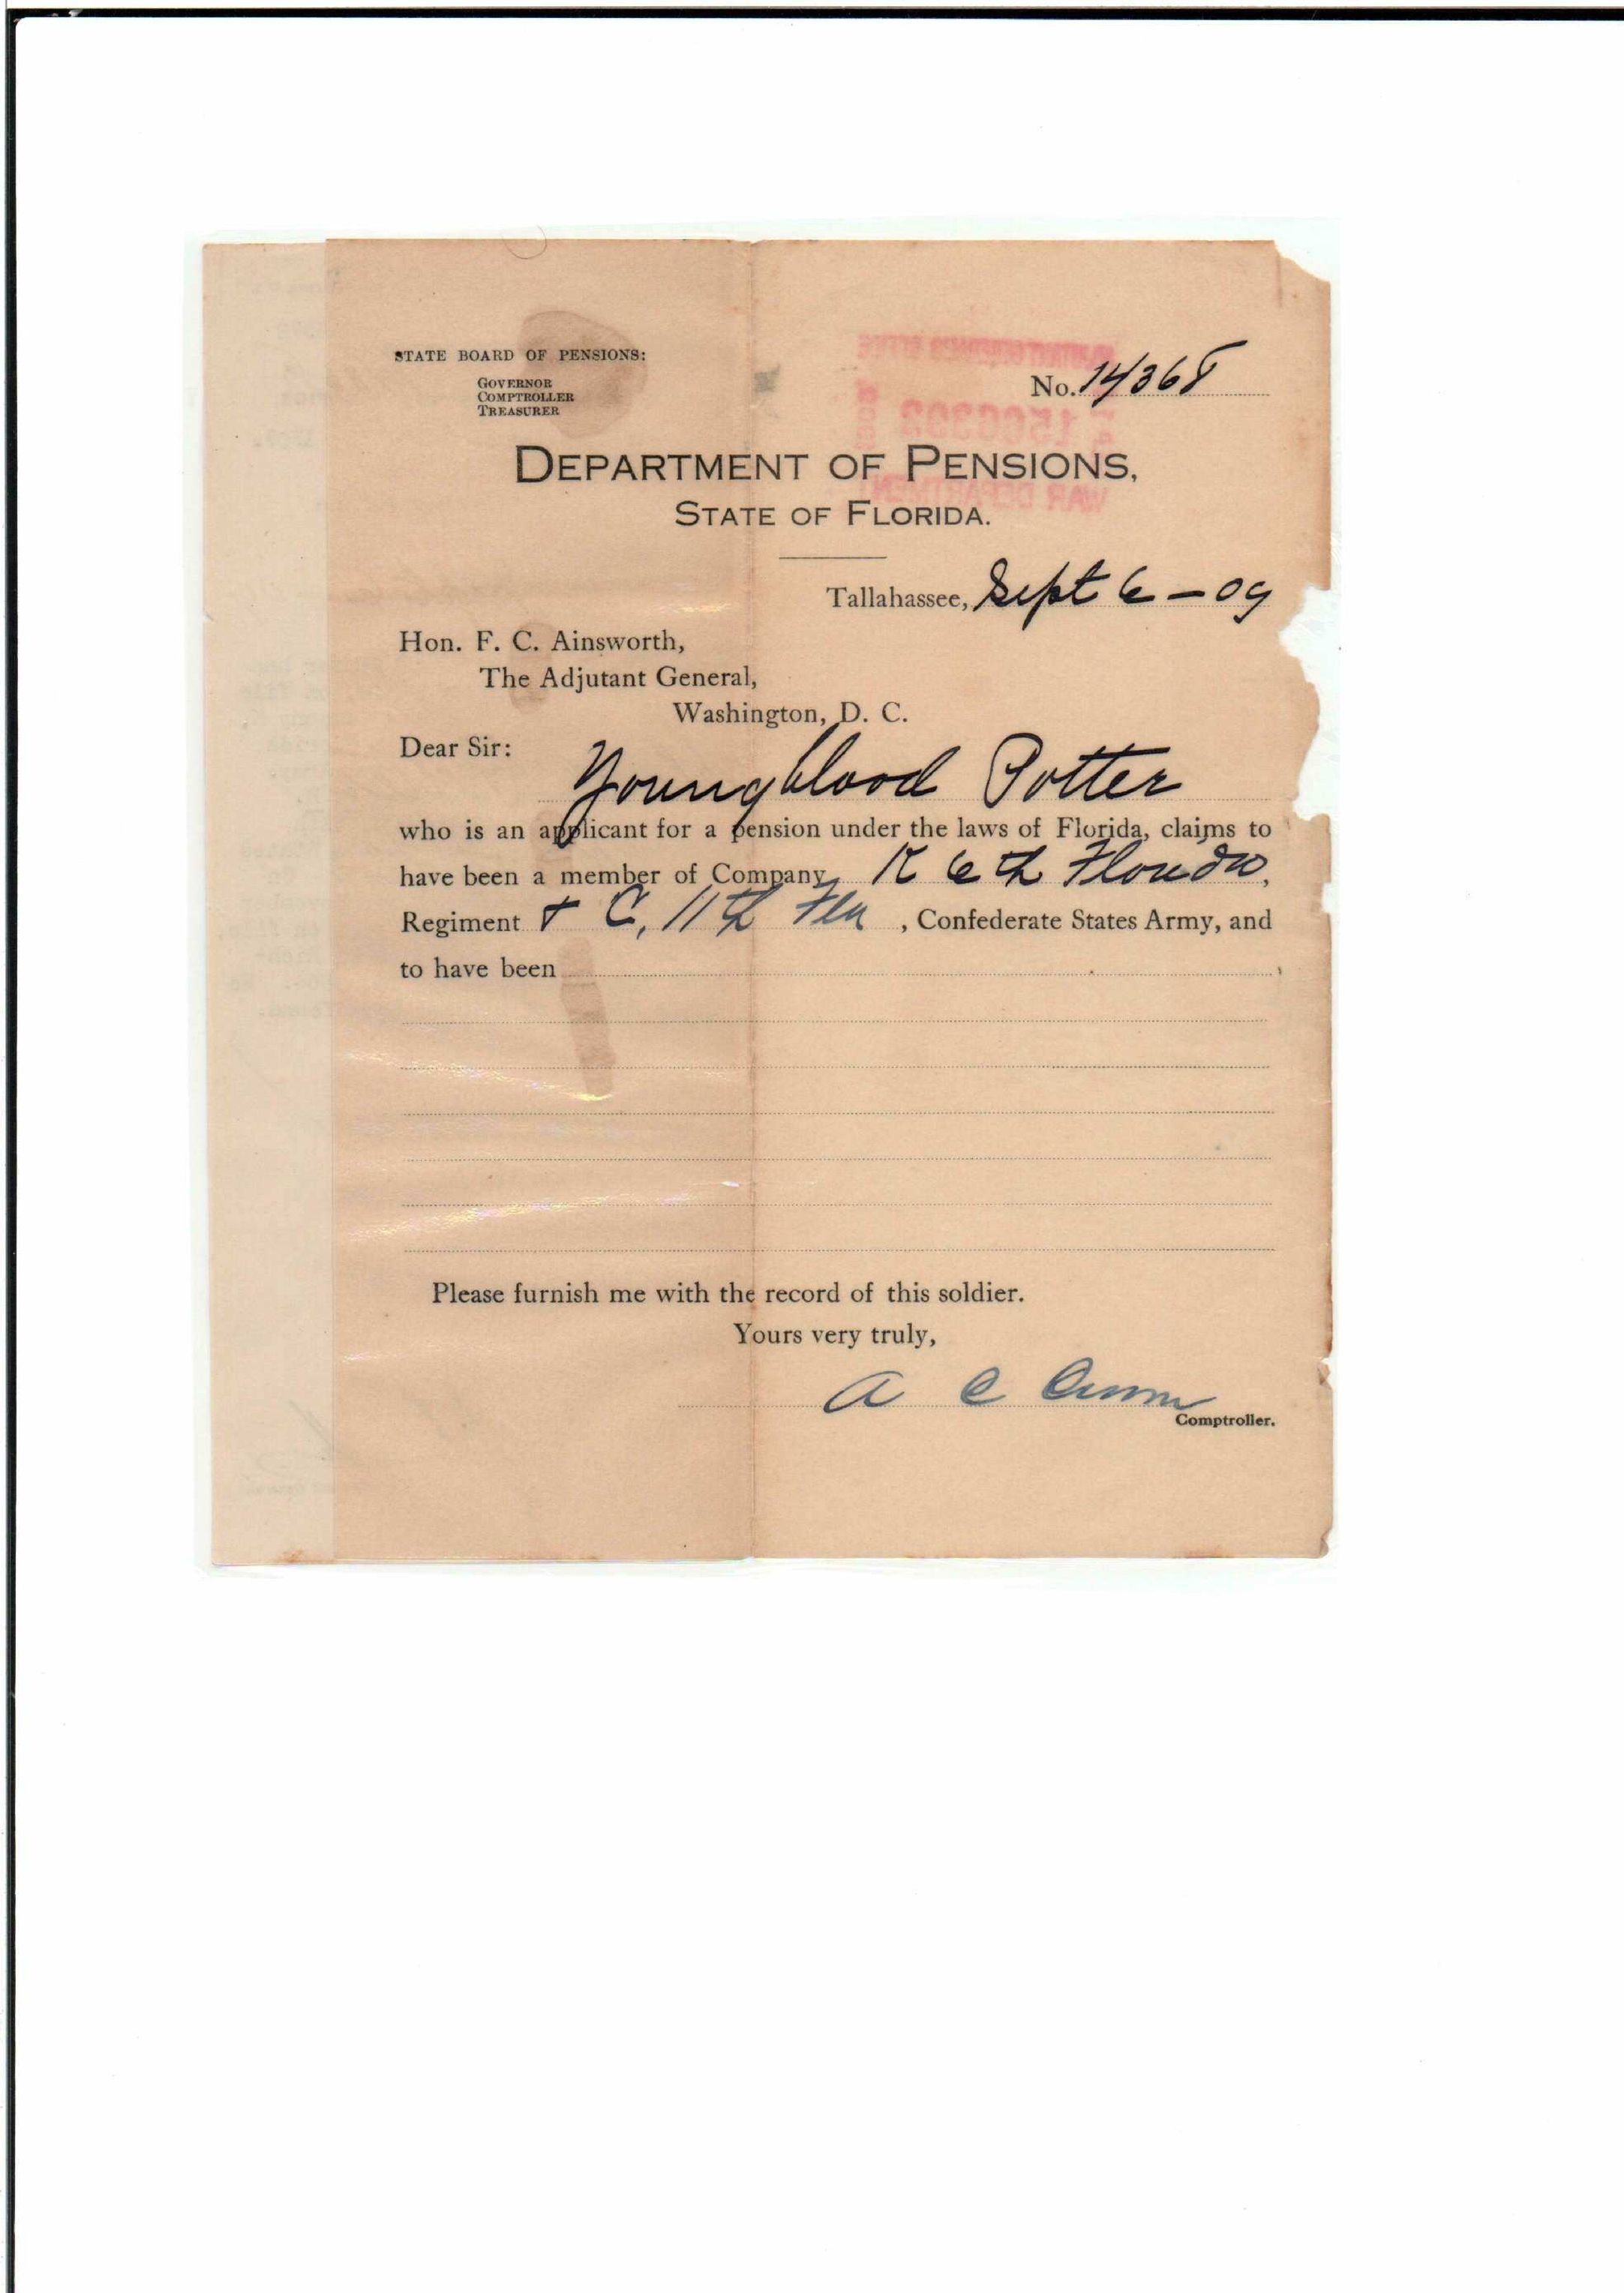 STATE BOARD OF PENSIONS:
GOVERNOR
COMPTROLLER
TREASURER
No. 14368
DEPARTMENT OF PENSIONS,
STATE OF FLORIDA.
Tallahassee, Sept 6 - 09
Hon. F. C. Ainsworth,
The Adjutant General,
Washington, D. C.
Dear Sir:
Youngblood Potter
who is an applicant for a pension under the laws of Florida, claims to
have been a member of Company K 6th Florida,
Regiment + C, 11th Fla , Confederate States Army, and
to have been
Please furnish me with the record of this soldier.
Yours very truly,
A C Croom
Comptroller.
WAR DEPARTMENT